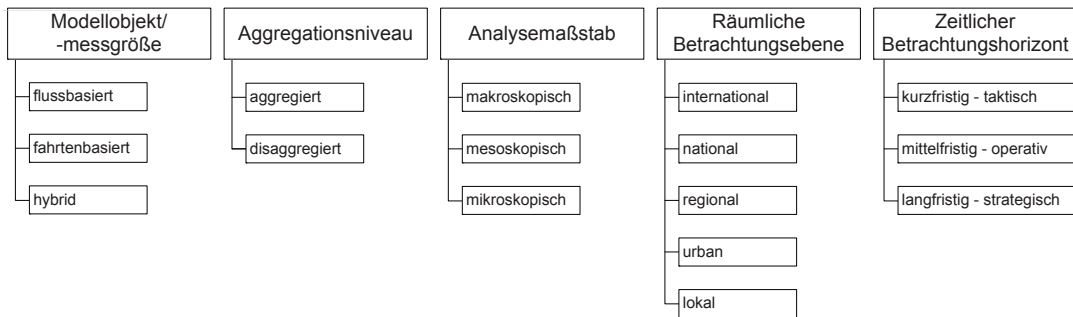 Modellobjekt/
-messgröße
flussbasiert
fahrtenbasiert
hybrid
Aggregationsniveau
aggregiert
disaggregiert
Analysemaßstab
makroskopisch
mesoskopisch
mikroskopisch
Räumliche
Betrachtungsebene
international
national
regional
urban
lokal
Zeitlicher
Betrachtungshorizont
kurzfristig - taktisch
mittelfristig - operativ
langfristig - strategisch